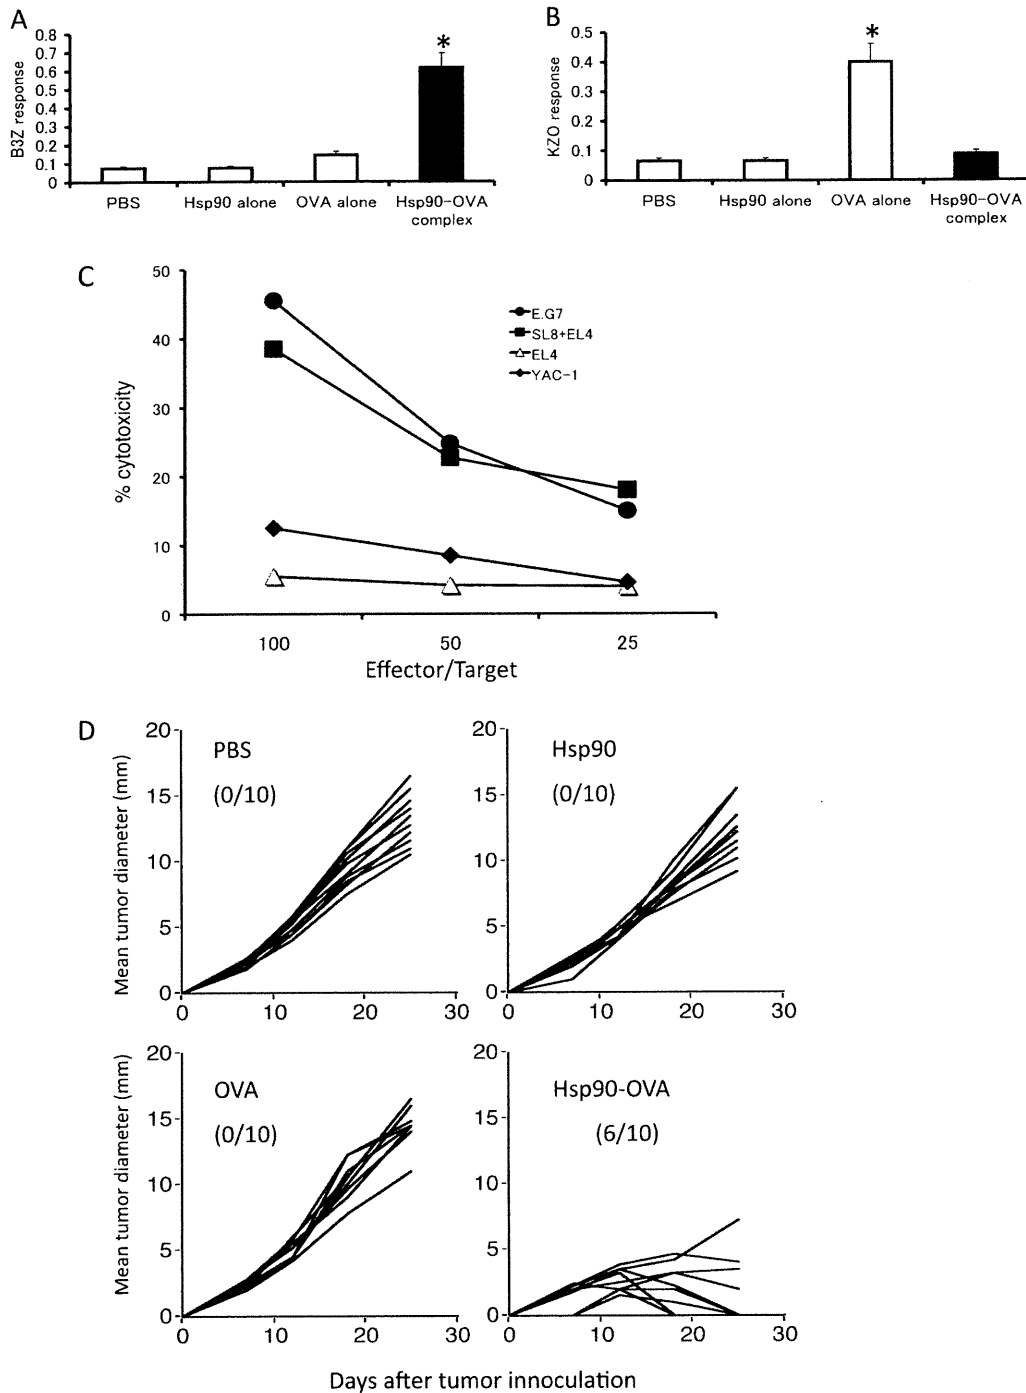 A
B3Z response
0.8
0.7
0.6
0.5
0.4
0.3
0.2
0.1
0
*
PBS
Hsp90 alone
OVA alone
Hsp90-OVA
complex
B
KZO response
0.5
0.4
0.3
0.2
0.1
0
*
PBS
Hsp90 alone
OVA alone
Hsp90-OVA
complex
C
% cytotoxicity
50
40
30
20
10
0
E.G7
SL8+EL4
EL4
YAC-1
100
50
25
Effector/Target
D
Mean tumor diameter (mm)
20
15
10
5
0
PBS
(0/10)
0
10
20
30
20
15
10
5
0
Hsp90
(0/10)
0
10
20
30
Mean tumor diameter (mm)
20
15
10
5
0
OVA
(0/10)
0
10
20
30
20
15
10
5
0
Hsp90-OVA
(6/10)
0
10
20
30
Days after tumor innoculation